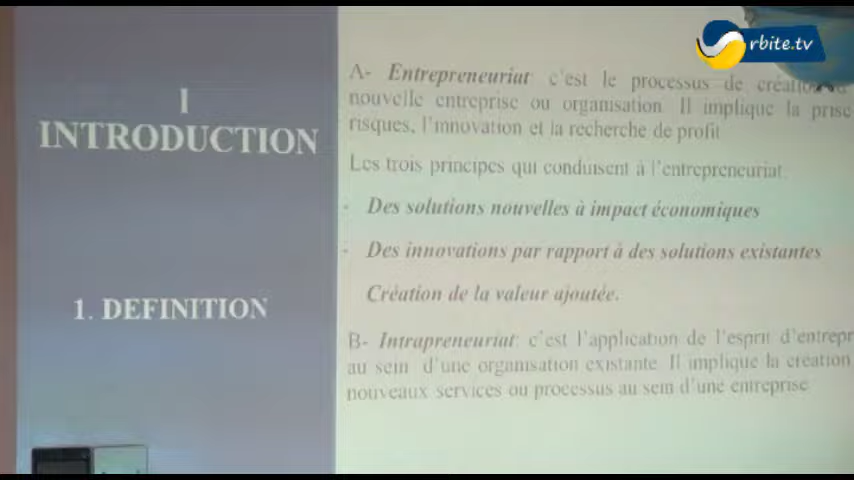 rbite.tv
I
INTRODUCTION
1. DEFINITION
A- Entrepreneuriat: c'est le processus de création
nouvelle entreprise ou organisation. Il implique la prise
risques, l'innovation et la recherche de profit
Les trois principes qui conduisent à l'entrepreneuriat:
- Des solutions nouvelles à impact économiques
- Des innovations par rapport à des solutions existantes
Création de la valeur ajoutée.
B- Intrapreneuriat: c'est l'application de l'esprit d'entrepr
au sein d'une organisation existante. Il implique la création
nouveaux services ou processus au sein d'une entreprise